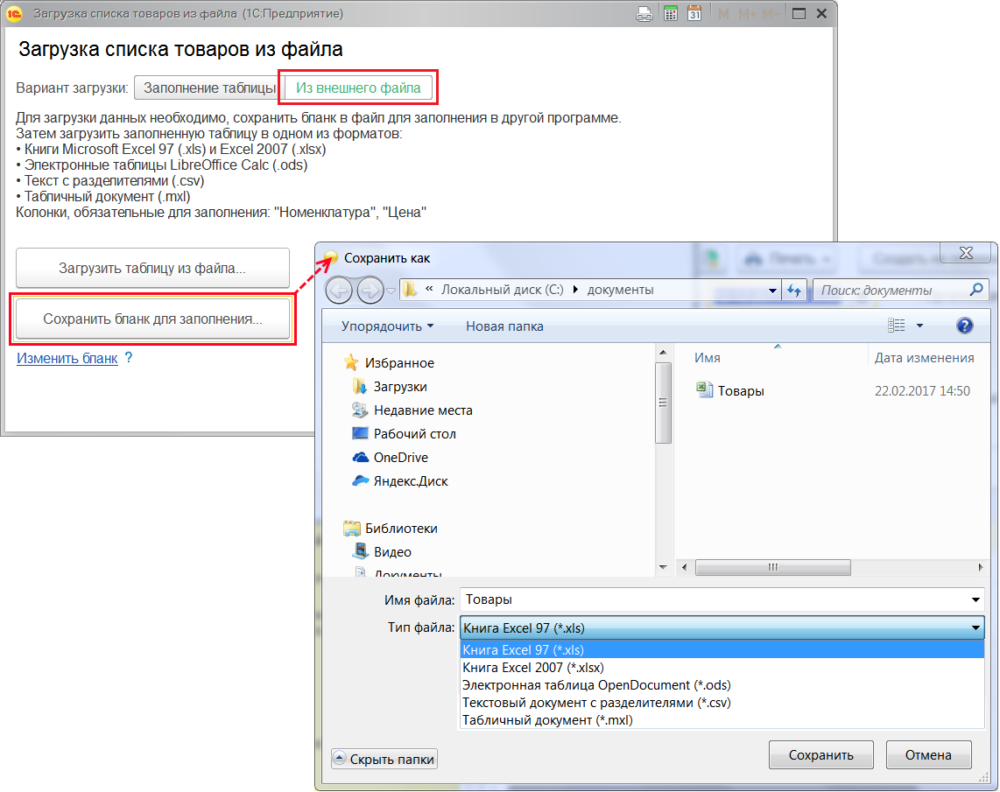 Загрузка списка товаров из файла (1С:Предприятие)
31
M M+ M-
Загрузка списка товаров из файла
Вариант загрузки: Заполнение таблицы Из внешнего файла
Для загрузки данных необходимо, сохранить бланк в файл для заполнения в другой программе.
Затем загрузить заполненную таблицу в одном из форматов:
• Книги Microsoft Excel 97 (.xls) и Excel 2007 (.xlsx)
• Электронные таблицы LibreOffice Calc (.ods)
• Текст с разделителями (.csv)
• Табличный документ (.mxl)
Колонки, обязательные для заполнения: "Номенклатура", "Цена"
Загрузить таблицу из файла...
Сохранить бланк для заполнения...
Изменить бланк ?
Сохранить как
Печать
« Локальный диск (C:) документы
Поиск: документы
Упорядочить Новая папка
?
Избранное
Загрузки
Недавние места
Рабочий стол
OneDrive
Яндекс.Диск
Библиотеки
Видео
Документы
Имя Дата изменения
Товары 22.02.2017 14:50
Имя файла: Товары
Тип файла: Книга Excel 97 (*.xls)
Книга Excel 97 (*.xls)
Книга Excel 2007 (*.xlsx)
Электронная таблица OpenDocument (*.ods)
Текстовый документ с разделителями (*.csv)
Табличный документ (*.mxl)
Скрыть папки
Сохранить Отмена